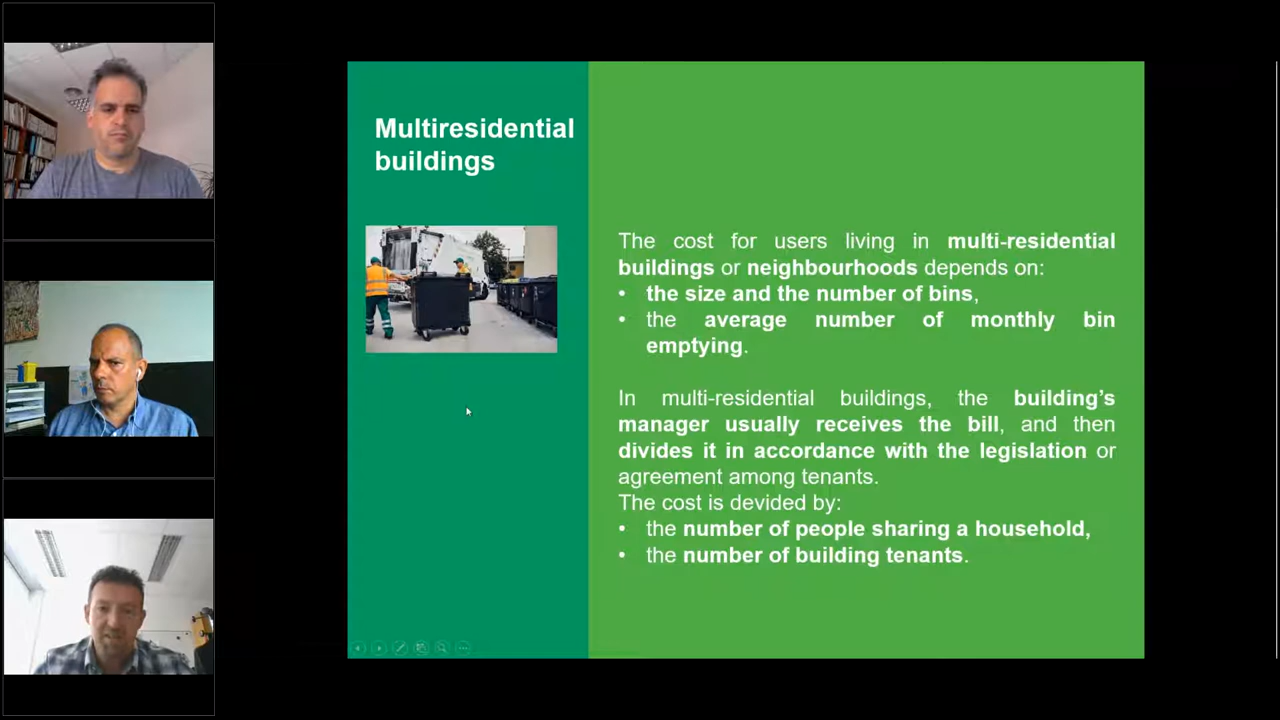 Multiresidential
buildings
The cost for users living in multi-residential
buildings or neighbourhoods depends on:
• the size and the number of bins,
• the average number of monthly bin
emptying.
In multi-residential buildings, the building's
manager usually receives the bill, and then
divides it in accordance with the legislation or
agreement among tenants.
The cost is devided by:
• the number of people sharing a household,
• the number of building tenants.